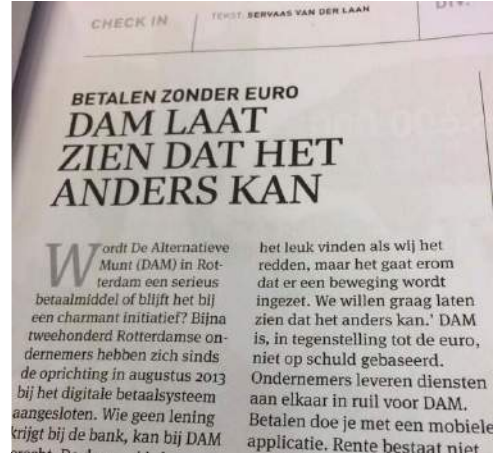 CHECK IN
TEKST: SERVAAS VAN DER LAAN
DIV.
BETALEN ZONDER EURO
DAM LAAT
ZIEN DAT HET
ANDERS KAN
Wordt De Alternatieve
Munt (DAM) in Rot-
terdam een serieus
betaalmiddel of blijft het bij
een charmant initiatief? Bijna
tweehonderd Rotterdamse on-
dernemers hebben zich sinds
de oprichting in augustus 2013
bij het digitale betaalsysteem
aangesloten. Wie geen lening
krijgt bij de bank, kan bij DAM
het leuk vinden als wij het
redden, maar het gaat erom
dat er een beweging wordt
ingezet. We willen graag laten
zien dat het anders kan.' DAM
is, in tegenstelling tot de euro,
niet op schuld gebaseerd.
Ondernemers leveren diensten
aan elkaar in ruil voor DAM.
Betalen doe je met een mobiele
applicatie. Rente bestaat niet